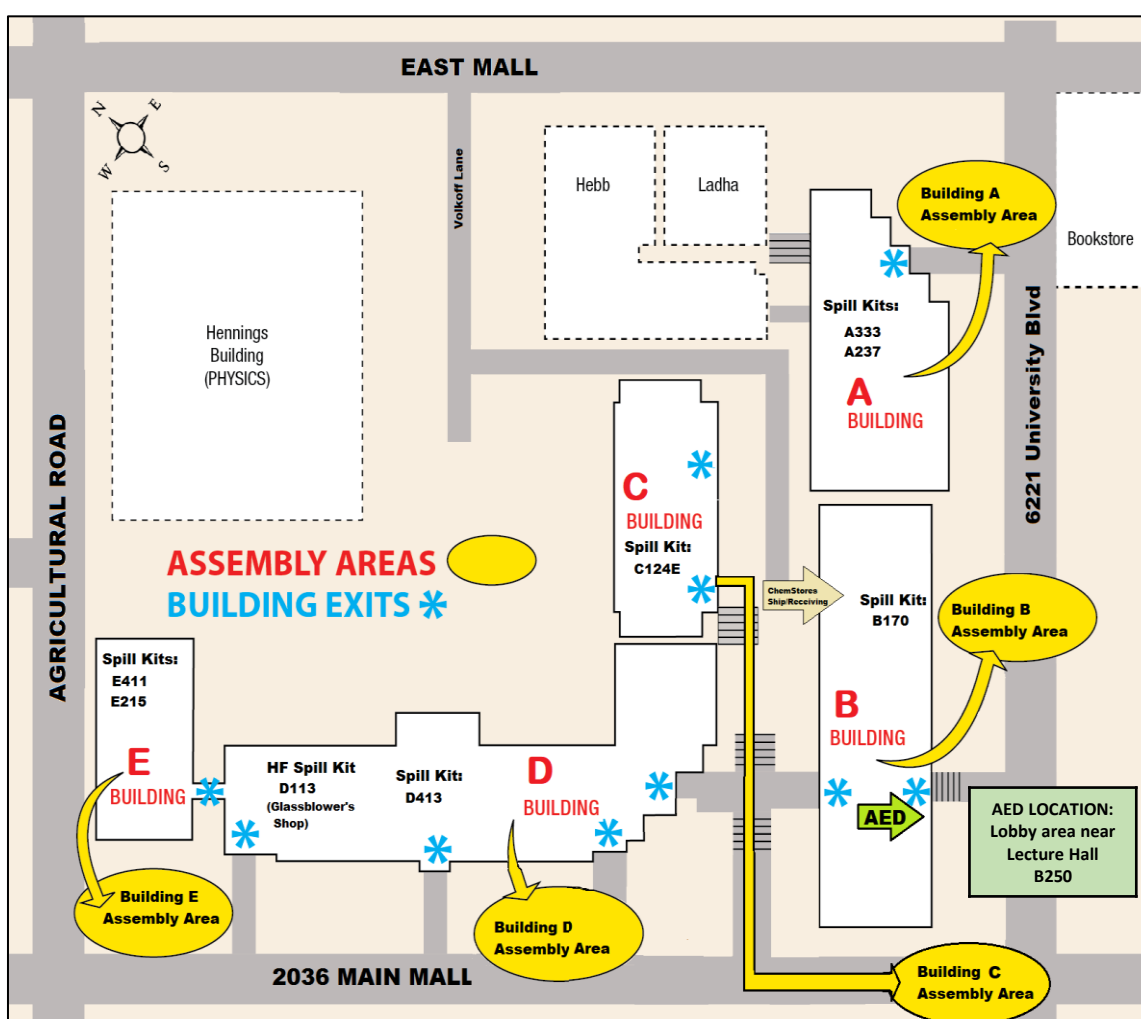 EAST MALL
N
E
W
S
Volkoff Lane
Hebb
Ladha
Building A
Assembly Area
Bookstore
Hennings
Building
(PHYSICS)
Spill Kits:
A333
A237
A
BUILDING
AGRICULTURAL ROAD
6221 University Blvd
C
BUILDING
Spill Kit:
C124E
ASSEMBLY AREAS
BUILDING EXITS *
ChemStores
Ship/Receiving
Spill Kit:
B170
Building B
Assembly Area
B
BUILDING
Spill Kits:
E411
E215
E
BUILDING
HF Spill Kit
D113
(Glassblower's
Shop)
Spill Kit:
D413
D
BUILDING
AED
AED LOCATION:
Lobby area near
Lecture Hall
B250
Building E
Assembly Area
Building D
Assembly Area
2036 MAIN MALL
Building C
Assembly Area